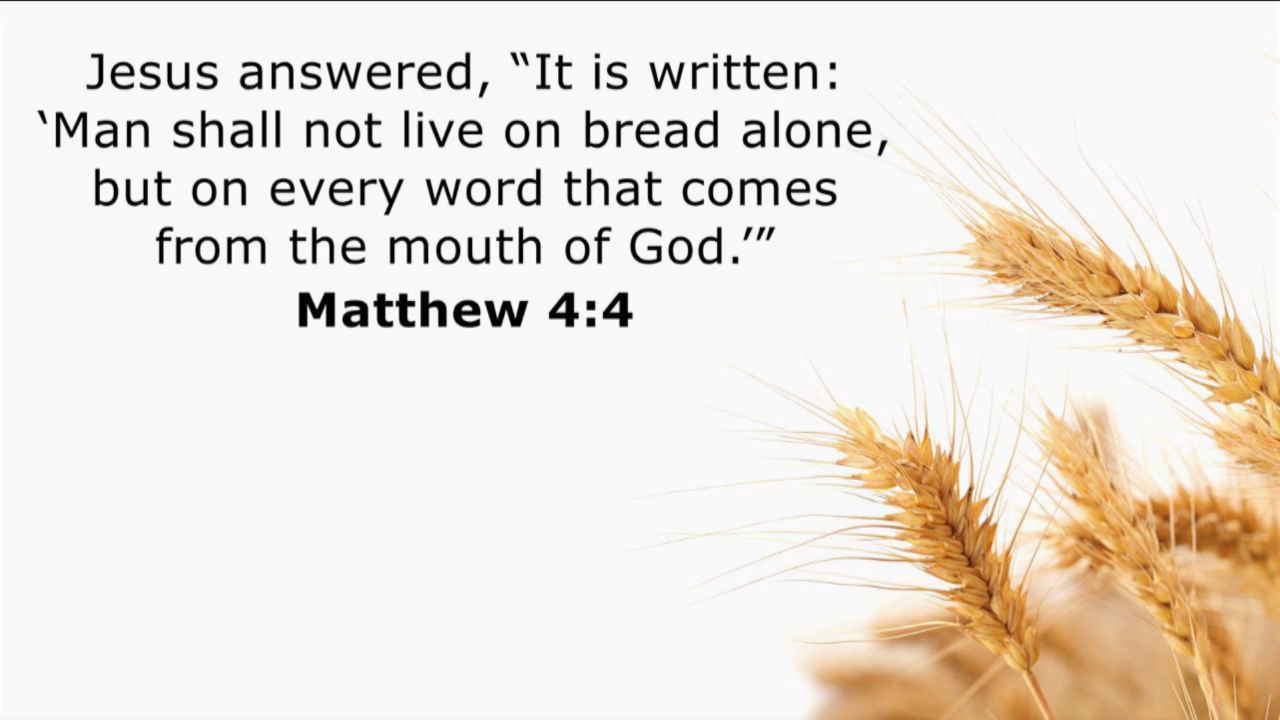 Jesus answered, “It is written:
‘Man shall not live on bread alone,
but on every word that comes
from the mouth of God.’”
Matthew 4:4